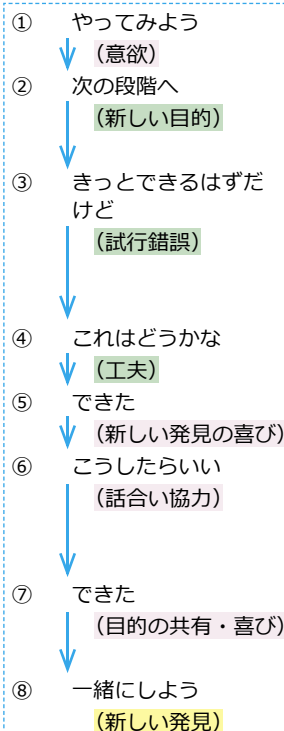 ① やってみよう
(意欲)
② 次の段階へ
(新しい目的)
③ きっとできるはずだ
けど
(試行錯誤)
④ これはどうかな
(工夫)
⑤ できた
(新しい発見の喜び)
⑥ こうしたらいい
(話合い協力)
⑦ できた
(目的の共有・喜び)
⑧ 一緒にしよう
(新しい発見)